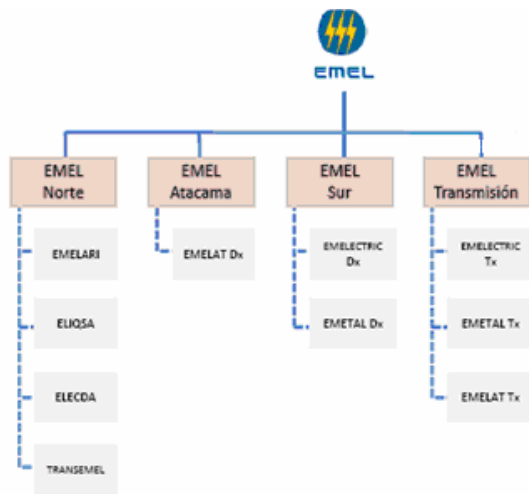 EMEL
EMEL
Norte
EMEL
Atacama
EMEL
Sur
EMEL
Transmisión
EMELARI
EMELAT Dx
EMELECTRIC
Dx
EMELECTRIC
Tx
ELIQSA
EMETAL Dx
EMETAL Tx
ELECDA
EMELAT Tx
TRANSEMEL